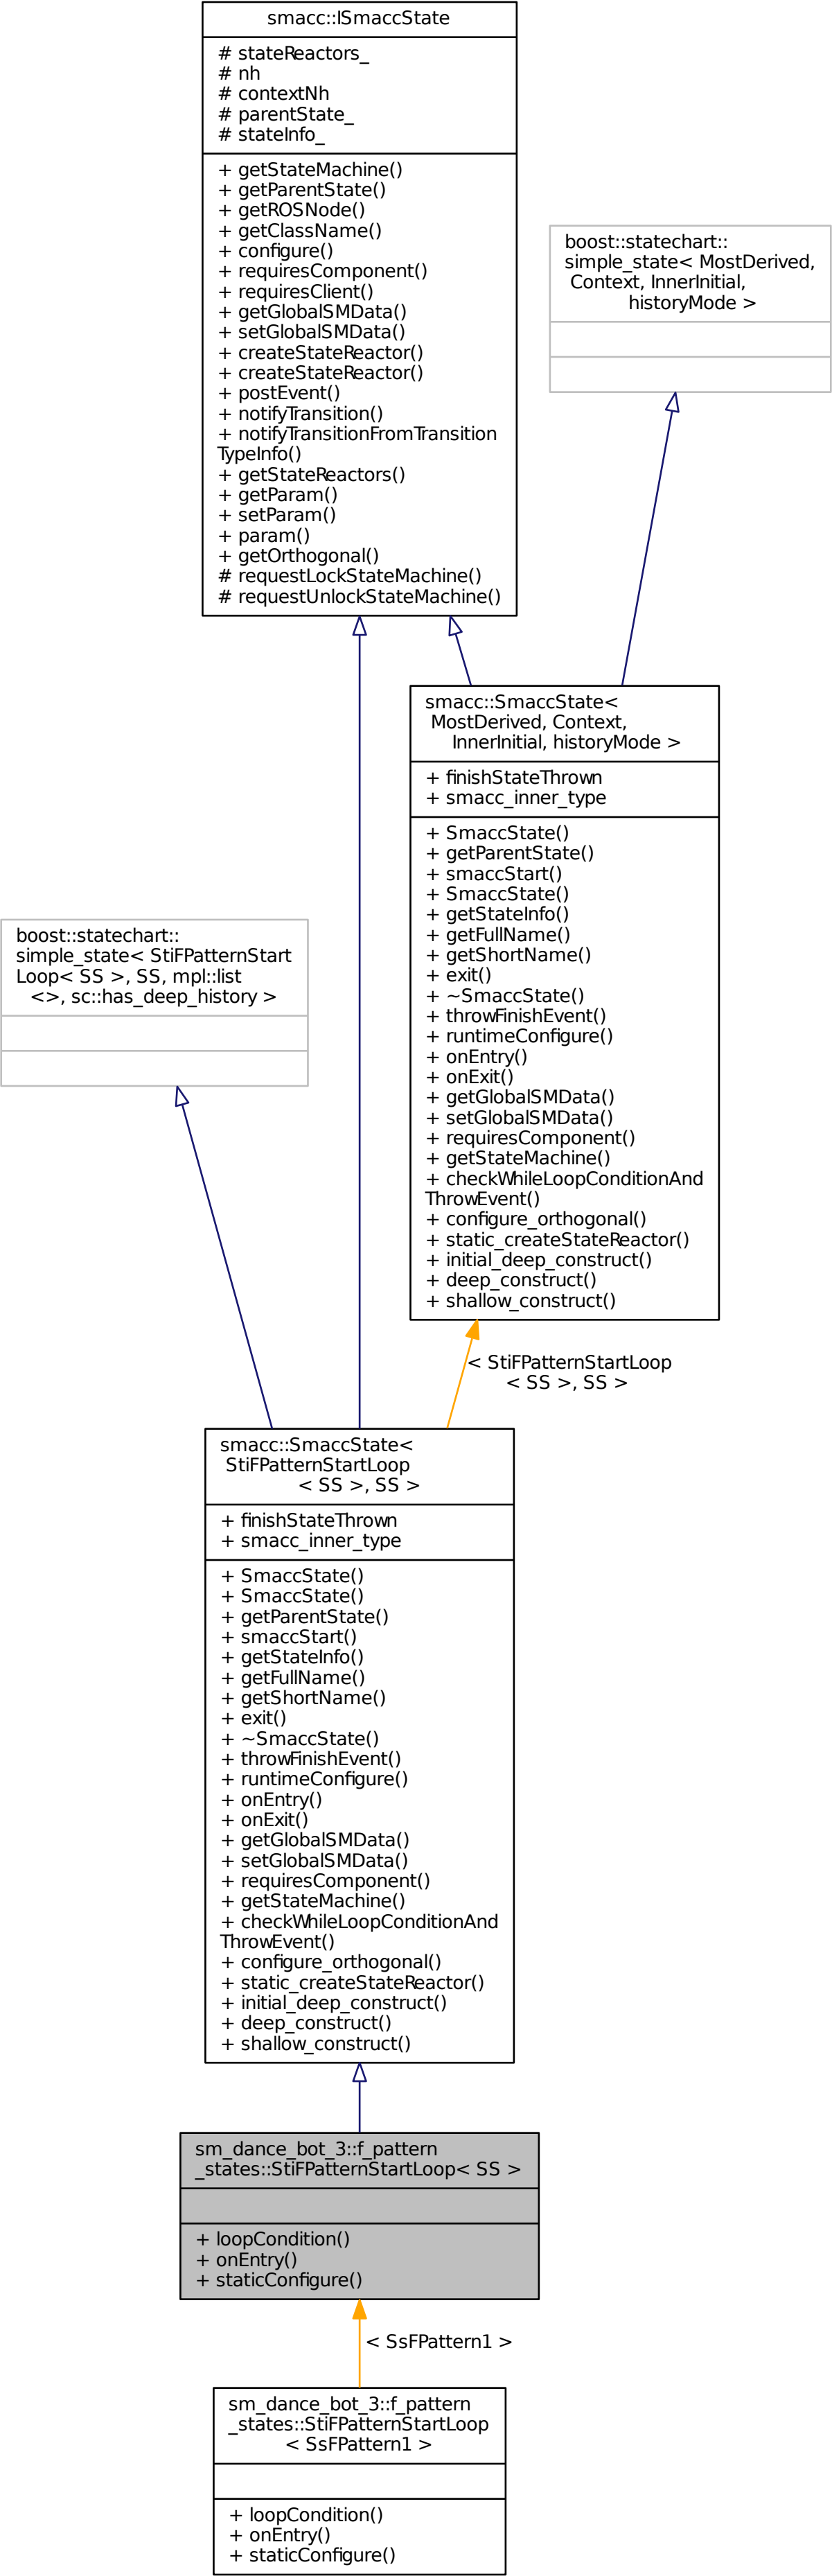 smacc::ISmaccState
# stateReactors_
# nh
# contextNh
# parentState_
# stateInfo_
+ getStateMachine()
+ getParentState()
+ getROSNode()
+ getClassName()
+ configure()
+ requiresComponent()
+ requiresClient()
+ getGlobalSMData()
+ setGlobalSMData()
+ createStateReactor()
+ createStateReactor()
+ postEvent()
+ notifyTransition()
+ notifyTransitionFromTransition
TypeInfo()
+ getStateReactors()
+ getParam()
+ setParam()
+ param()
+ getOrthogonal()
# requestLockStateMachine()
# requestUnlockStateMachine()
boost::statechart::
simple_state< MostDerived,
Context, InnerInitial,
historyMode >
smacc::SmaccState<
MostDerived, Context,
InnerInitial, historyMode >
+ finishStateThrown
+ smacc_inner_type
+ SmaccState()
+ getParentState()
+ smaccStart()
+ SmaccState()
+ getStateInfo()
+ getFullName()
+ getShortName()
+ exit()
+ ~SmaccState()
+ throwFinishEvent()
+ runtimeConfigure()
+ onEntry()
+ onExit()
+ getGlobalSMData()
+ setGlobalSMData()
+ requiresComponent()
+ getStateMachine()
+ checkWhileLoopConditionAnd
ThrowEvent()
+ configure_orthogonal()
+ static_createStateReactor()
+ initial_deep_construct()
+ deep_construct()
+ shallow_construct()
boost::statechart::
simple_state< StiFPatternStart
Loop< SS >, SS, mpl::list
<>, sc::has_deep_history >
< StiFPatternStartLoop
< SS >, SS >
smacc::SmaccState<
StiFPatternStartLoop
< SS >, SS >
+ finishStateThrown
+ smacc_inner_type
+ SmaccState()
+ SmaccState()
+ getParentState()
+ smaccStart()
+ getStateInfo()
+ getFullName()
+ getShortName()
+ exit()
+ ~SmaccState()
+ throwFinishEvent()
+ runtimeConfigure()
+ onEntry()
+ onExit()
+ getGlobalSMData()
+ setGlobalSMData()
+ requiresComponent()
+ getStateMachine()
+ checkWhileLoopConditionAnd
ThrowEvent()
+ configure_orthogonal()
+ static_createStateReactor()
+ initial_deep_construct()
+ deep_construct()
+ shallow_construct()
sm_dance_bot_3::f_pattern
_states::StiFPatternStartLoop< SS >
+ loopCondition()
+ onEntry()
+ staticConfigure()
< SsFPattern1 >
sm_dance_bot_3::f_pattern
_states::StiFPatternStartLoop
< SsFPattern1 >
+ loopCondition()
+ onEntry()
+ staticConfigure()